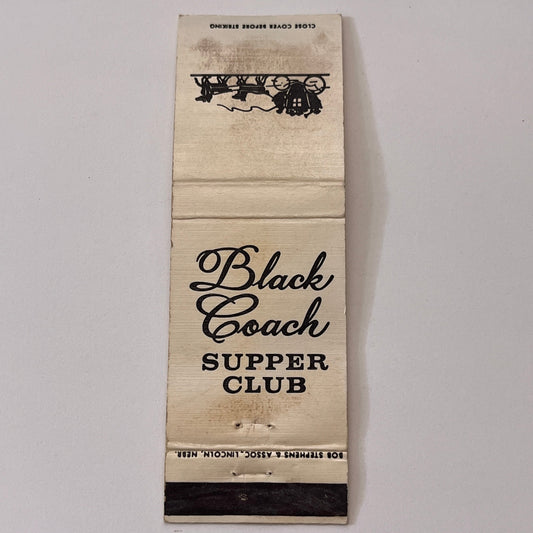 CLOSE COVER BEFORE STRIKING
Black
Coach
SUPPER
CLUB
BOB STEPHENS & ASSOC., LINCOLN, NEBR.